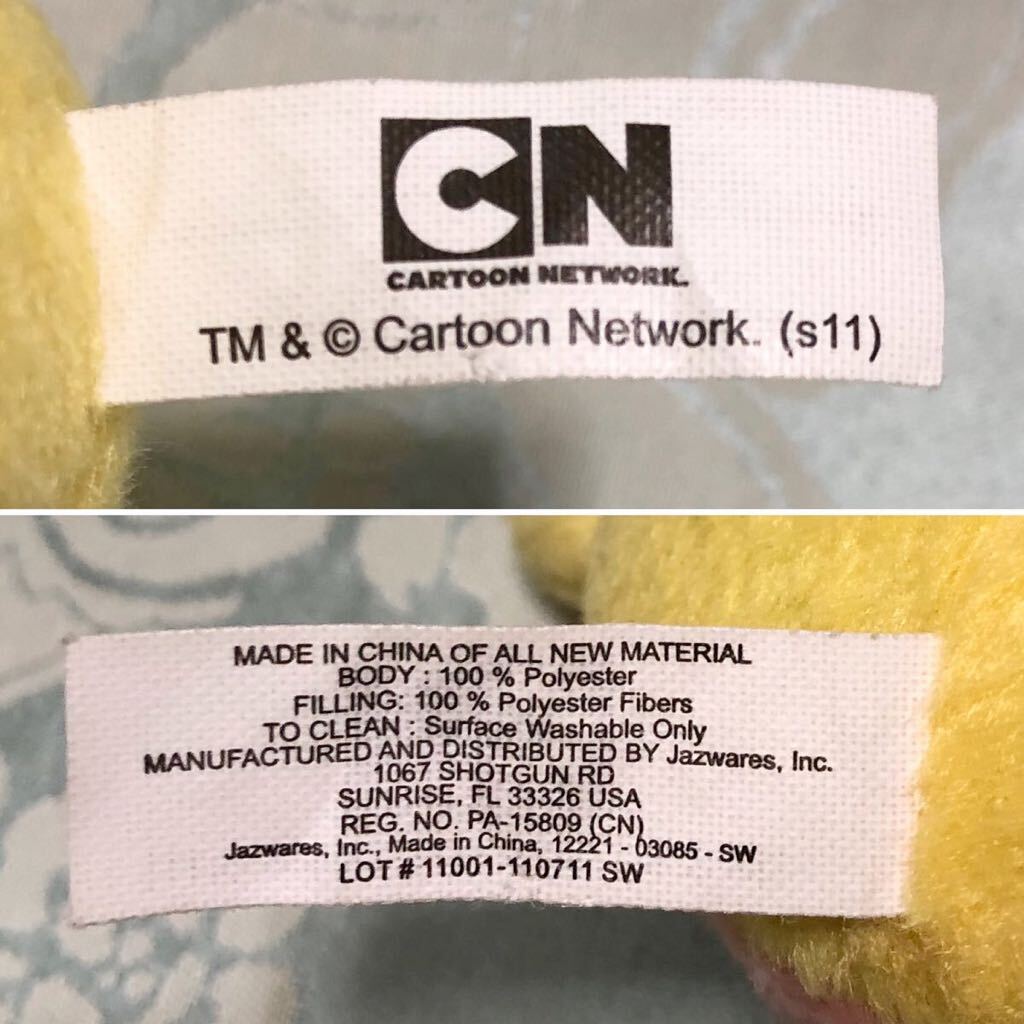 CN
CARTOON NETWORK.
TM & © Cartoon Network. (s11)
MADE IN CHINA OF ALL NEW MATERIAL
BODY : 100 % Polyester
FILLING: 100 % Polyester Fibers
TO CLEAN : Surface Washable Only
MANUFACTURED AND DISTRIBUTED BY Jazwares, Inc.
1067 SHOTGUN RD
SUNRISE, FL 33326 USA
REG. NO. PA-15809 (CN)
Jazwares, Inc., Made in China, 12221 - 03085 - SW
LOT # 11001-110711 SW